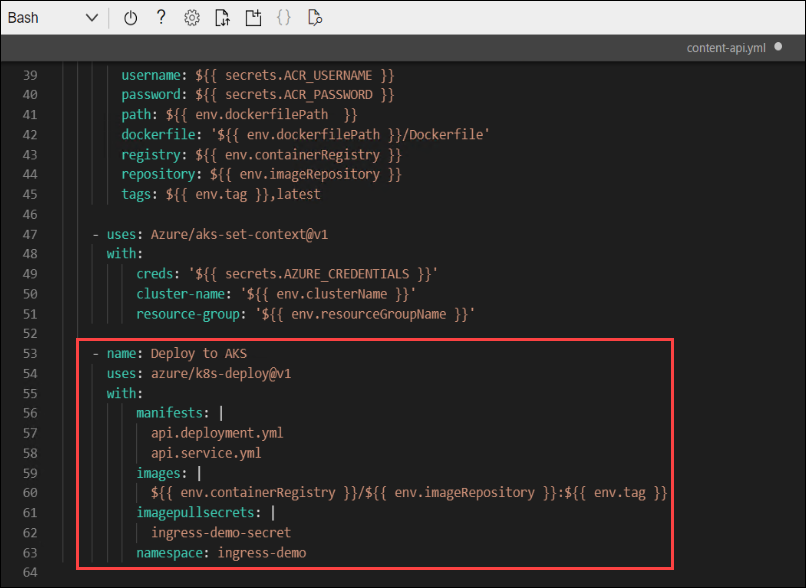 Bash
content-api.yml
39 username: ${{ secrets.ACR_USERNAME }}
40 password: ${{ secrets.ACR_PASSWORD }}
41 path: ${{ env.dockerfilePath  }}
42 dockerfile: '${{ env.dockerfilePath }}/Dockerfile'
43 registry: ${{ env.containerRegistry }}
44 repository: ${{ env.imageRepository }}
45 tags: ${{ env.tag }},latest
46
47 - uses: Azure/aks-set-context@v1
48 with:
49 creds: '${{ secrets.AZURE_CREDENTIALS }}'
50 cluster-name: '${{ env.clusterName }}'
51 resource-group: '${{ env.resourceGroupName }}'
52
53 - name: Deploy to AKS
54 uses: azure/k8s-deploy@v1
55 with:
56 manifests: |
57 api.deployment.yml
58 api.service.yml
59 images: |
60 ${{ env.containerRegistry }}/${{ env.imageRepository }}:${{ env.tag }}
61 imagepullsecrets: |
62 ingress-demo-secret
63 namespace: ingress-demo
64